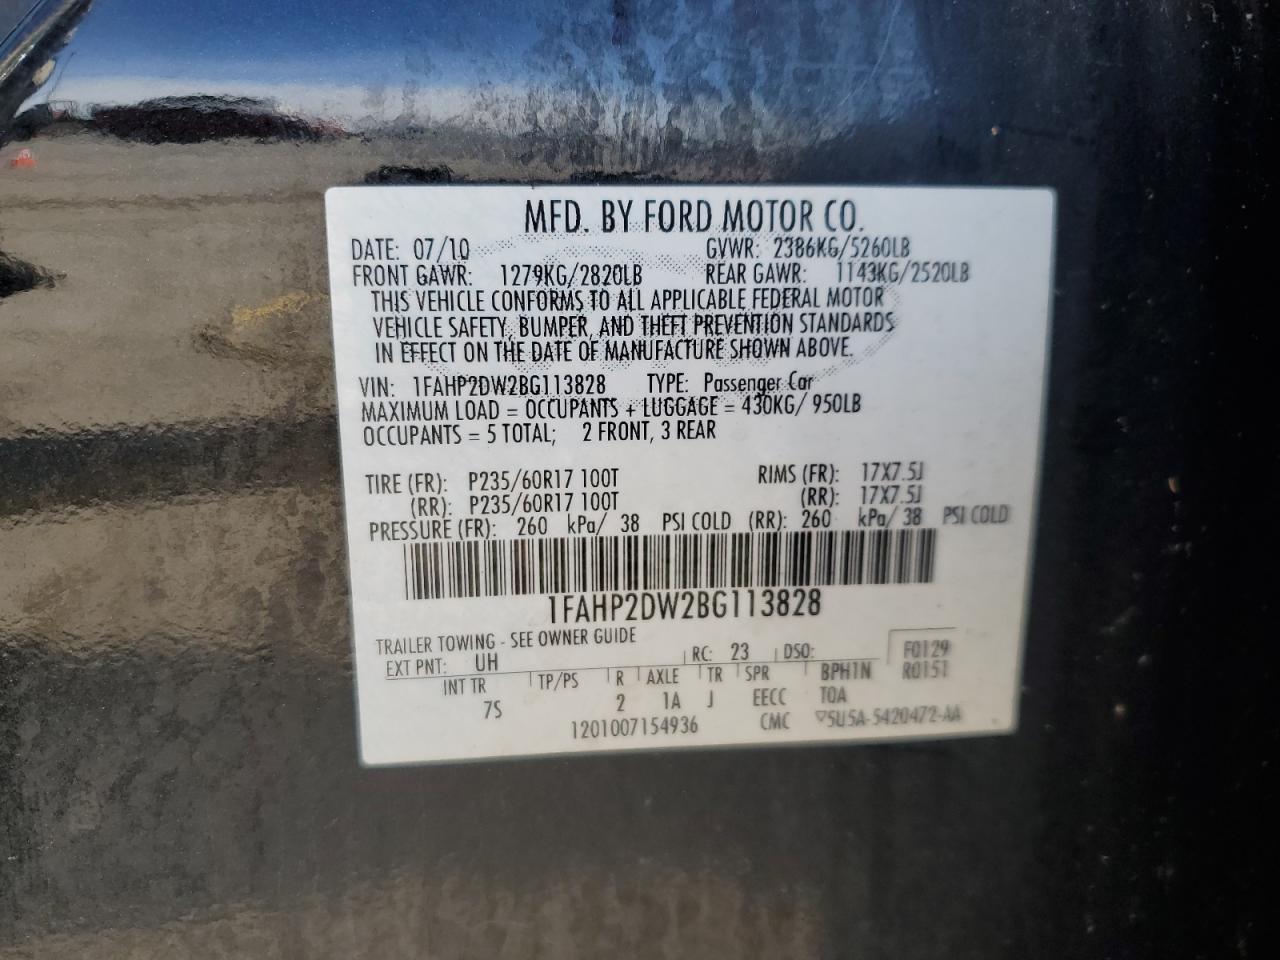 MFD. BY FORD MOTOR CO.
DATE: 07/10 GVWR: 2386KG/5260LB
FRONT GAWR: 1279KG/2820LB REAR GAWR: 1143KG/2520LB
THIS VEHICLE CONFORMS TO ALL APPLICABLE FEDERAL MOTOR
VEHICLE SAFETY, BUMPER, AND THEFT PREVENTION STANDARDS
IN EFFECT ON THE DATE OF MANUFACTURE SHOWN ABOVE.
VIN: 1FAHP2DW2BG113828 TYPE: Passenger Car
MAXIMUM LOAD = OCCUPANTS + LUGGAGE = 430KG/ 950LB
OCCUPANTS = 5 TOTAL; 2 FRONT, 3 REAR
TIRE (FR): P235/60R17 100T RIMS (FR): 17X7.5J
(RR): P235/60R17 100T (RR): 17X7.5J
PRESSURE (FR): 260 kPa/ 38 PSI COLD (RR): 260 kPa/ 38 PSI COLD
1FAHP2DW2BG113828
TRAILER TOWING - SEE OWNER GUIDE
EXT PNT: UH RC: 23 DSO: F0129
R0151
INT TR TP/PS R AXLE TR SPR BPHIN
7S 2 1A J EECC TOA
1201007154936 CMC ▽5U5A-5420472-AA